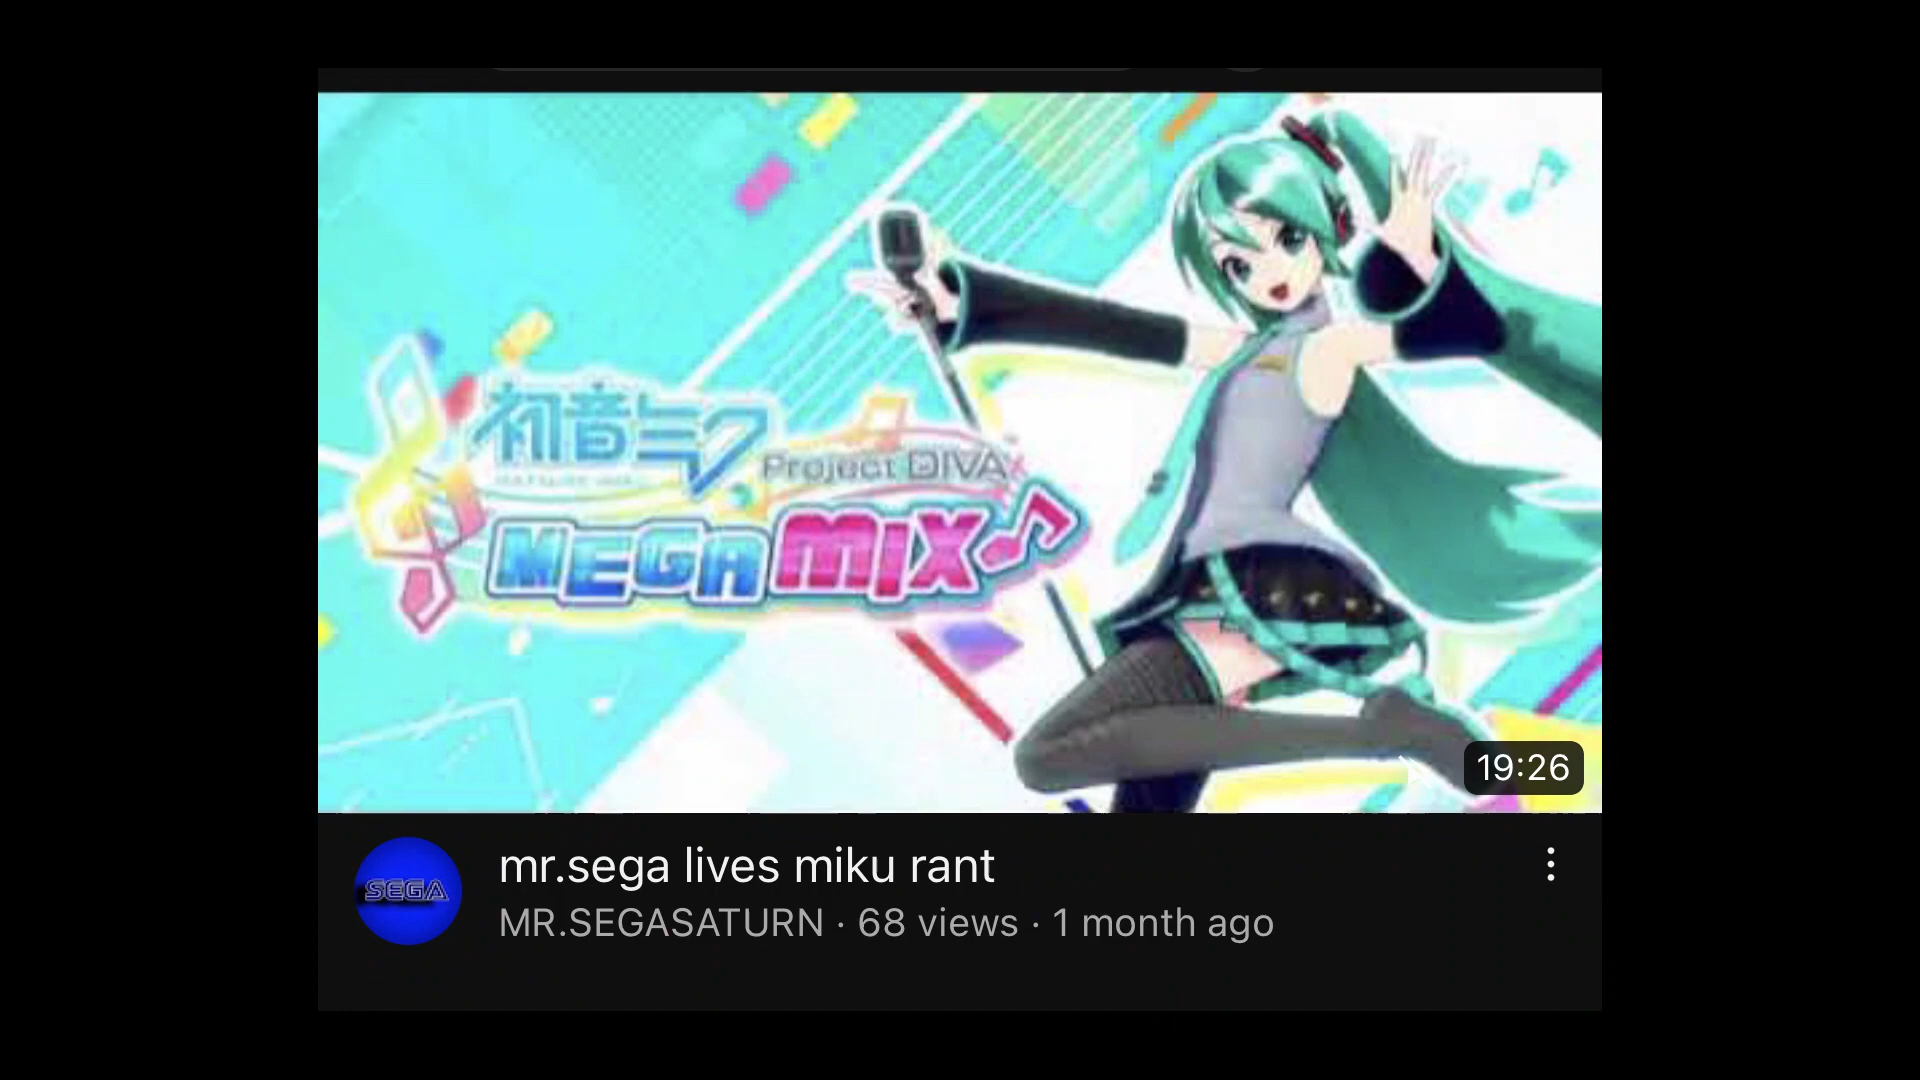 初音ミク
Project DIVA
MEGA MIX
19:26
SEGA
mr.sega lives miku rant
MR.SEGASATURN · 68 views · 1 month ago